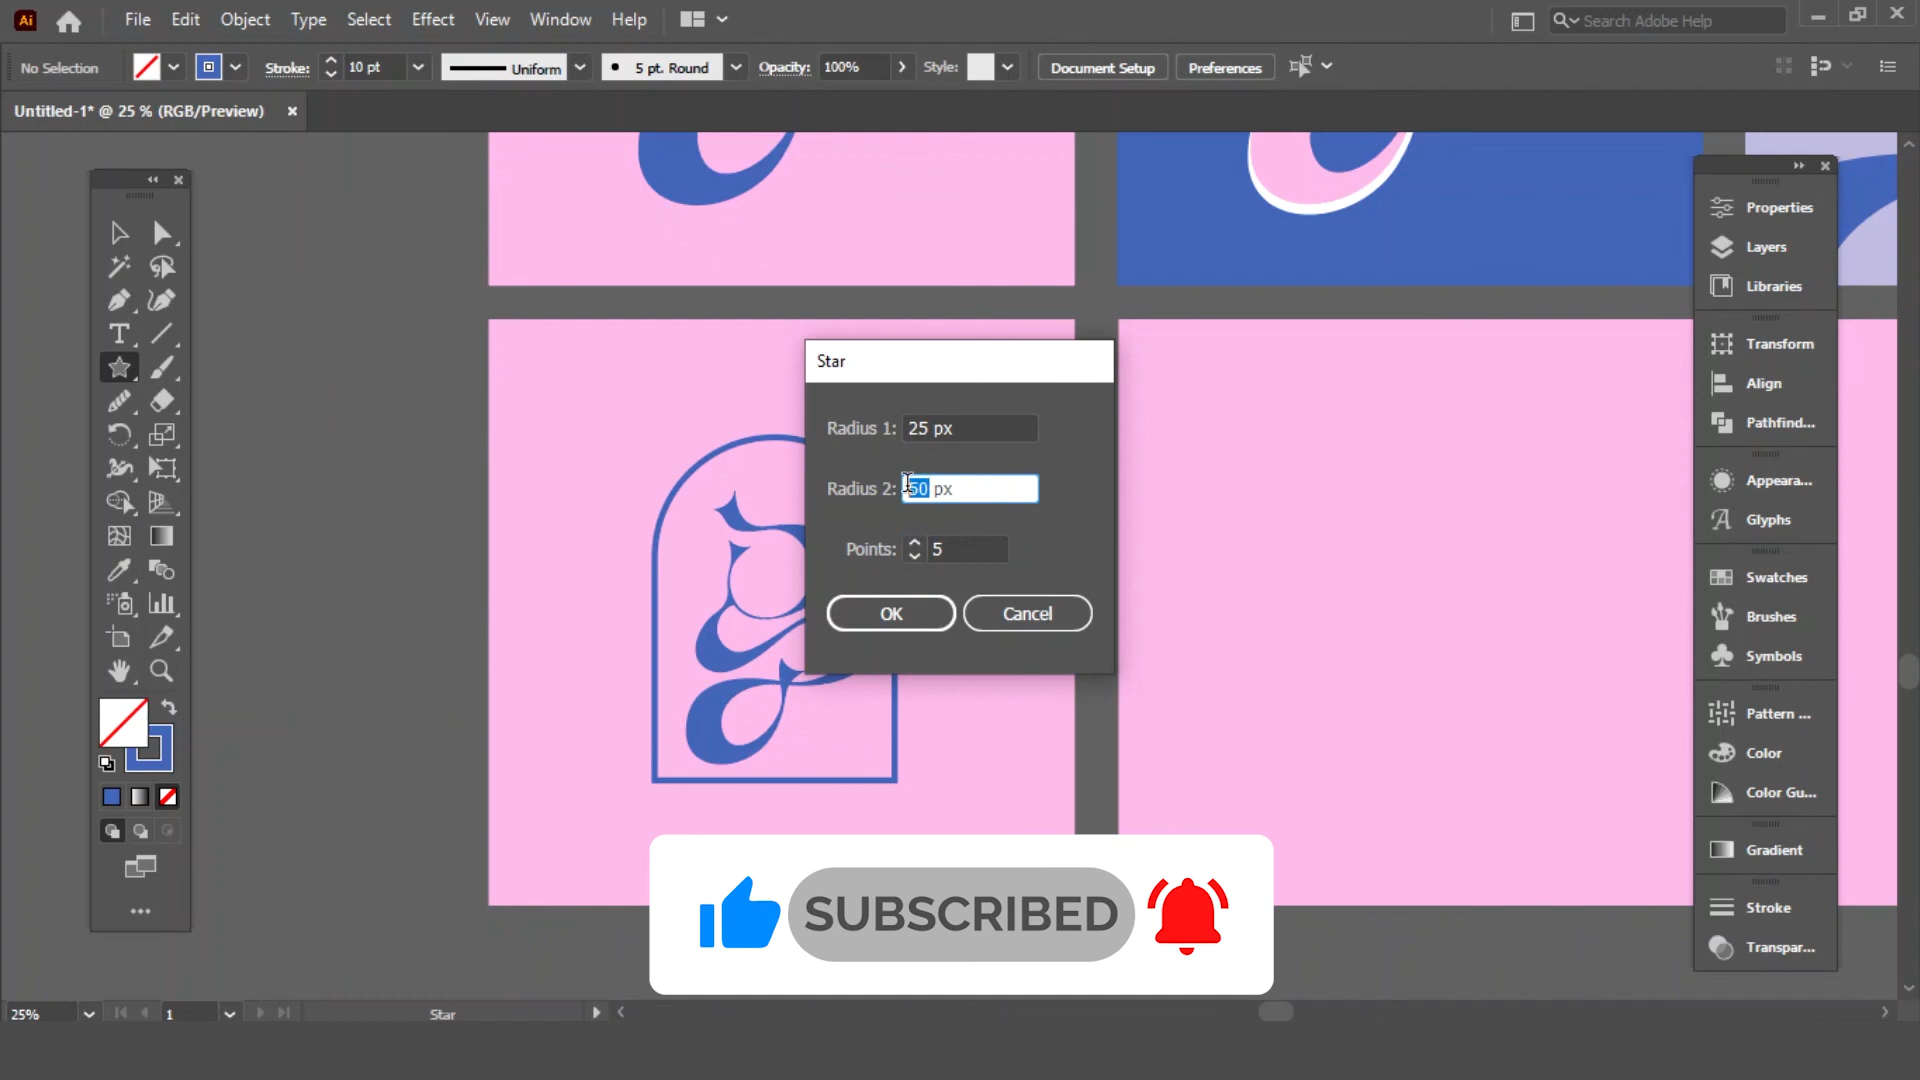 Ai File Edit Object Type Select Effect View Window Help Search Adobe Help
No Selection Stroke: 10 pt Uniform 5 pt. Round Opacity: 100% Style: Document Setup Preferences
Untitled-1* @ 25 % (RGB/Preview)
Properties
Layers
Libraries
Transform
Align
Pathfind...
Appeara...
Glyphs
Swatches
Brushes
Symbols
Pattern ...
Color
Color Gu...
Gradient
Stroke
Transpar...
Star
Radius 1: 25 px
Radius 2: 50 px
Points: 5
OK Cancel
SUBSCRIBED
25% 1 Star